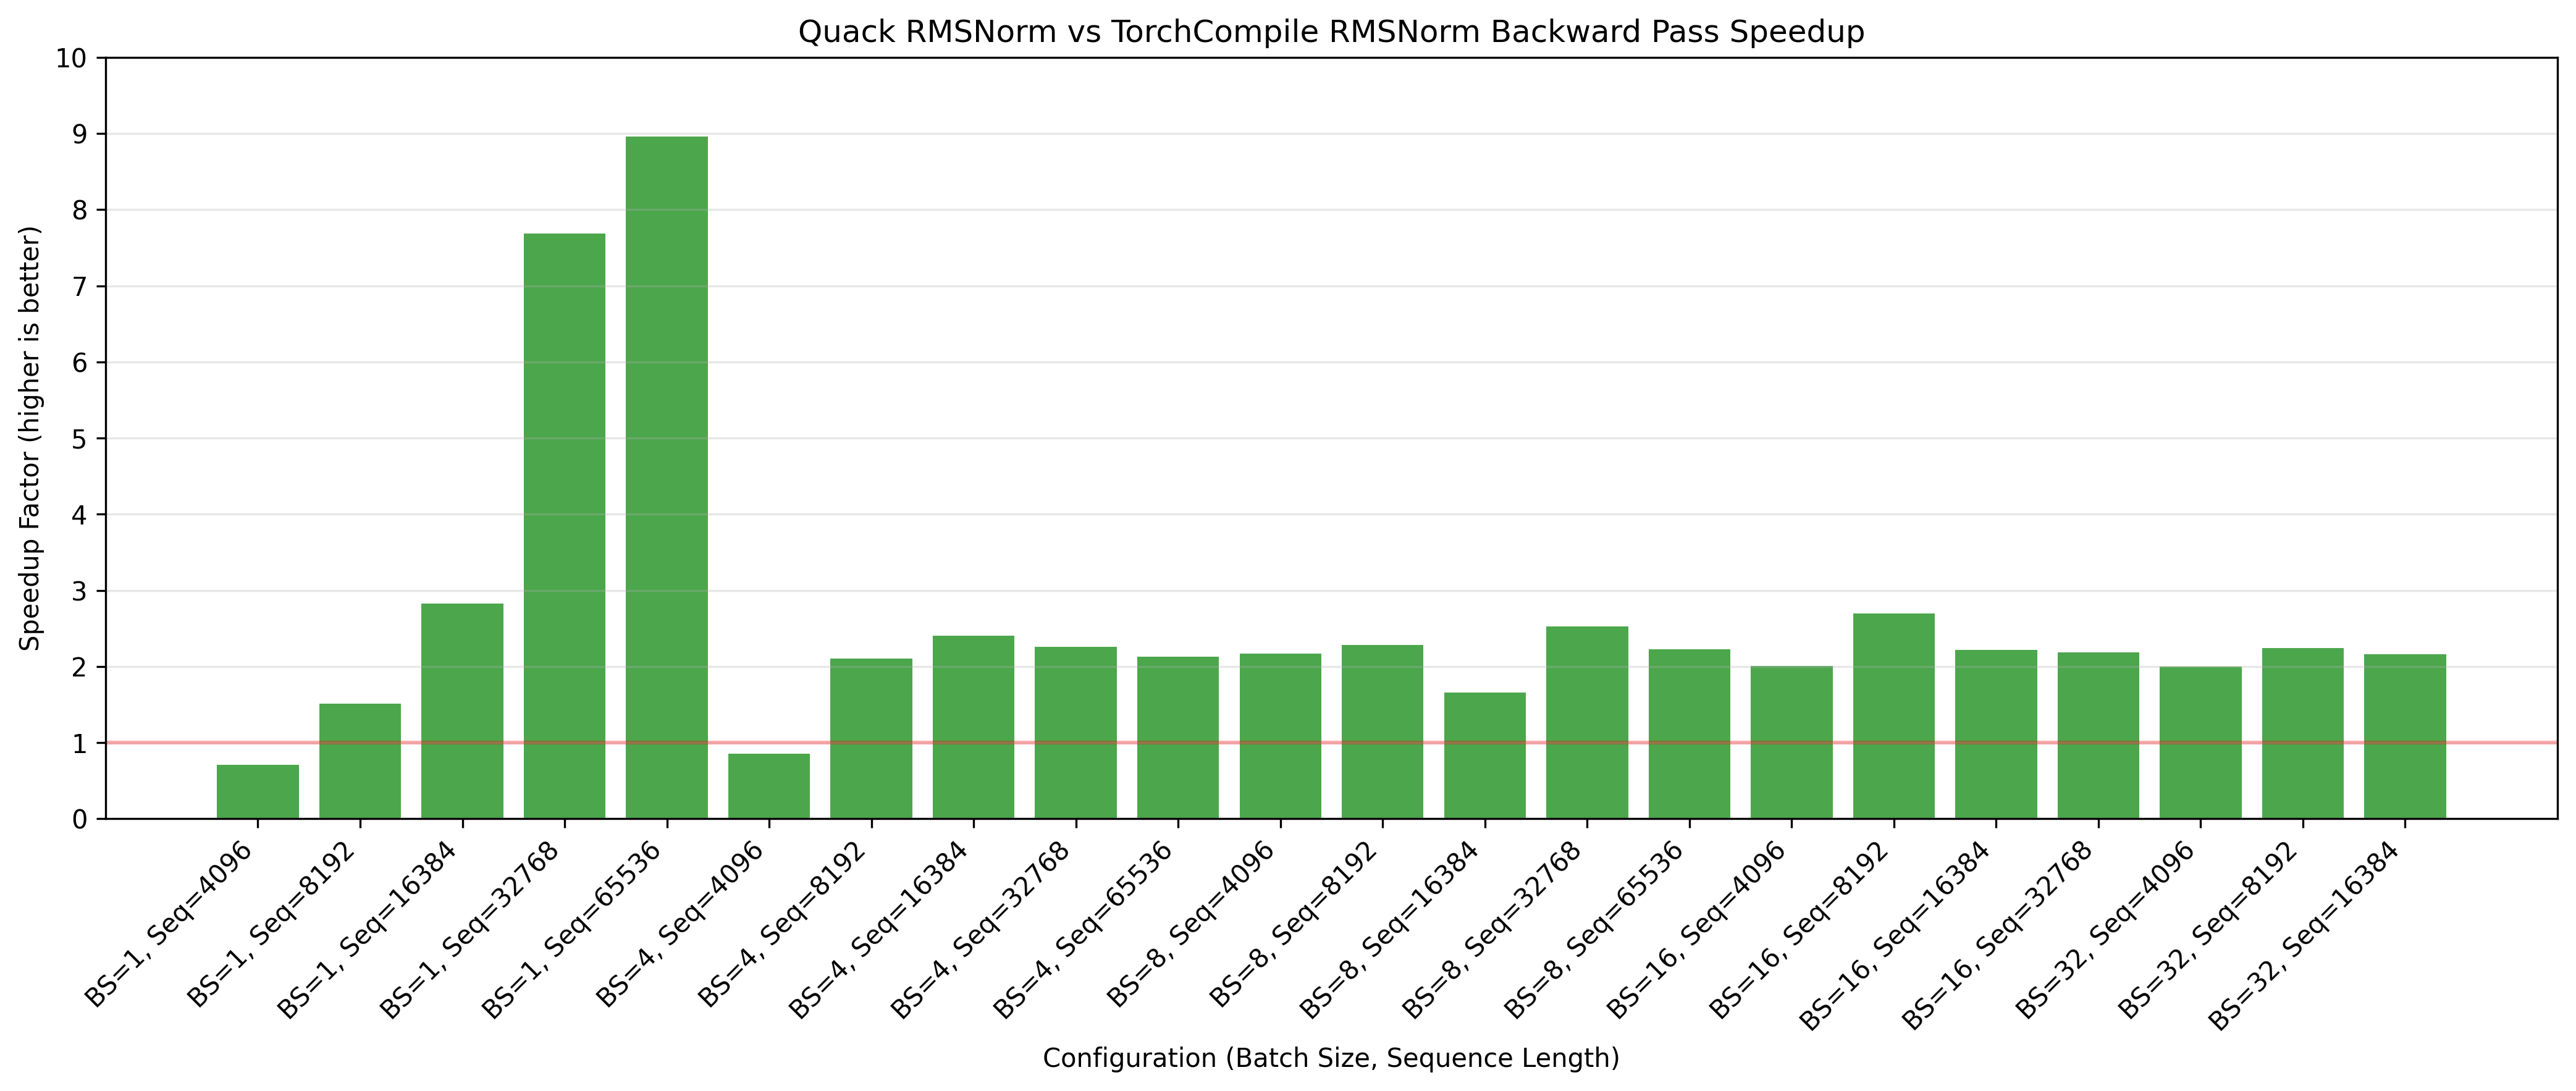 Quack RMSNorm vs TorchCompile RMSNorm Backward Pass Speedup
Speedup Factor (higher is better)
10
9
8
7
6
5
4
3
2
1
0
BS=1, Seq=4096
BS=1, Seq=8192
BS=1, Seq=16384
BS=1, Seq=32768
BS=1, Seq=65536
BS=4, Seq=4096
BS=4, Seq=8192
BS=4, Seq=16384
BS=4, Seq=32768
BS=4, Seq=65536
BS=8, Seq=4096
BS=8, Seq=8192
BS=8, Seq=16384
BS=8, Seq=32768
BS=8, Seq=65536
BS=16, Seq=4096
BS=16, Seq=8192
BS=16, Seq=16384
BS=16, Seq=32768
BS=32, Seq=4096
BS=32, Seq=8192
BS=32, Seq=16384
Configuration (Batch Size, Sequence Length)